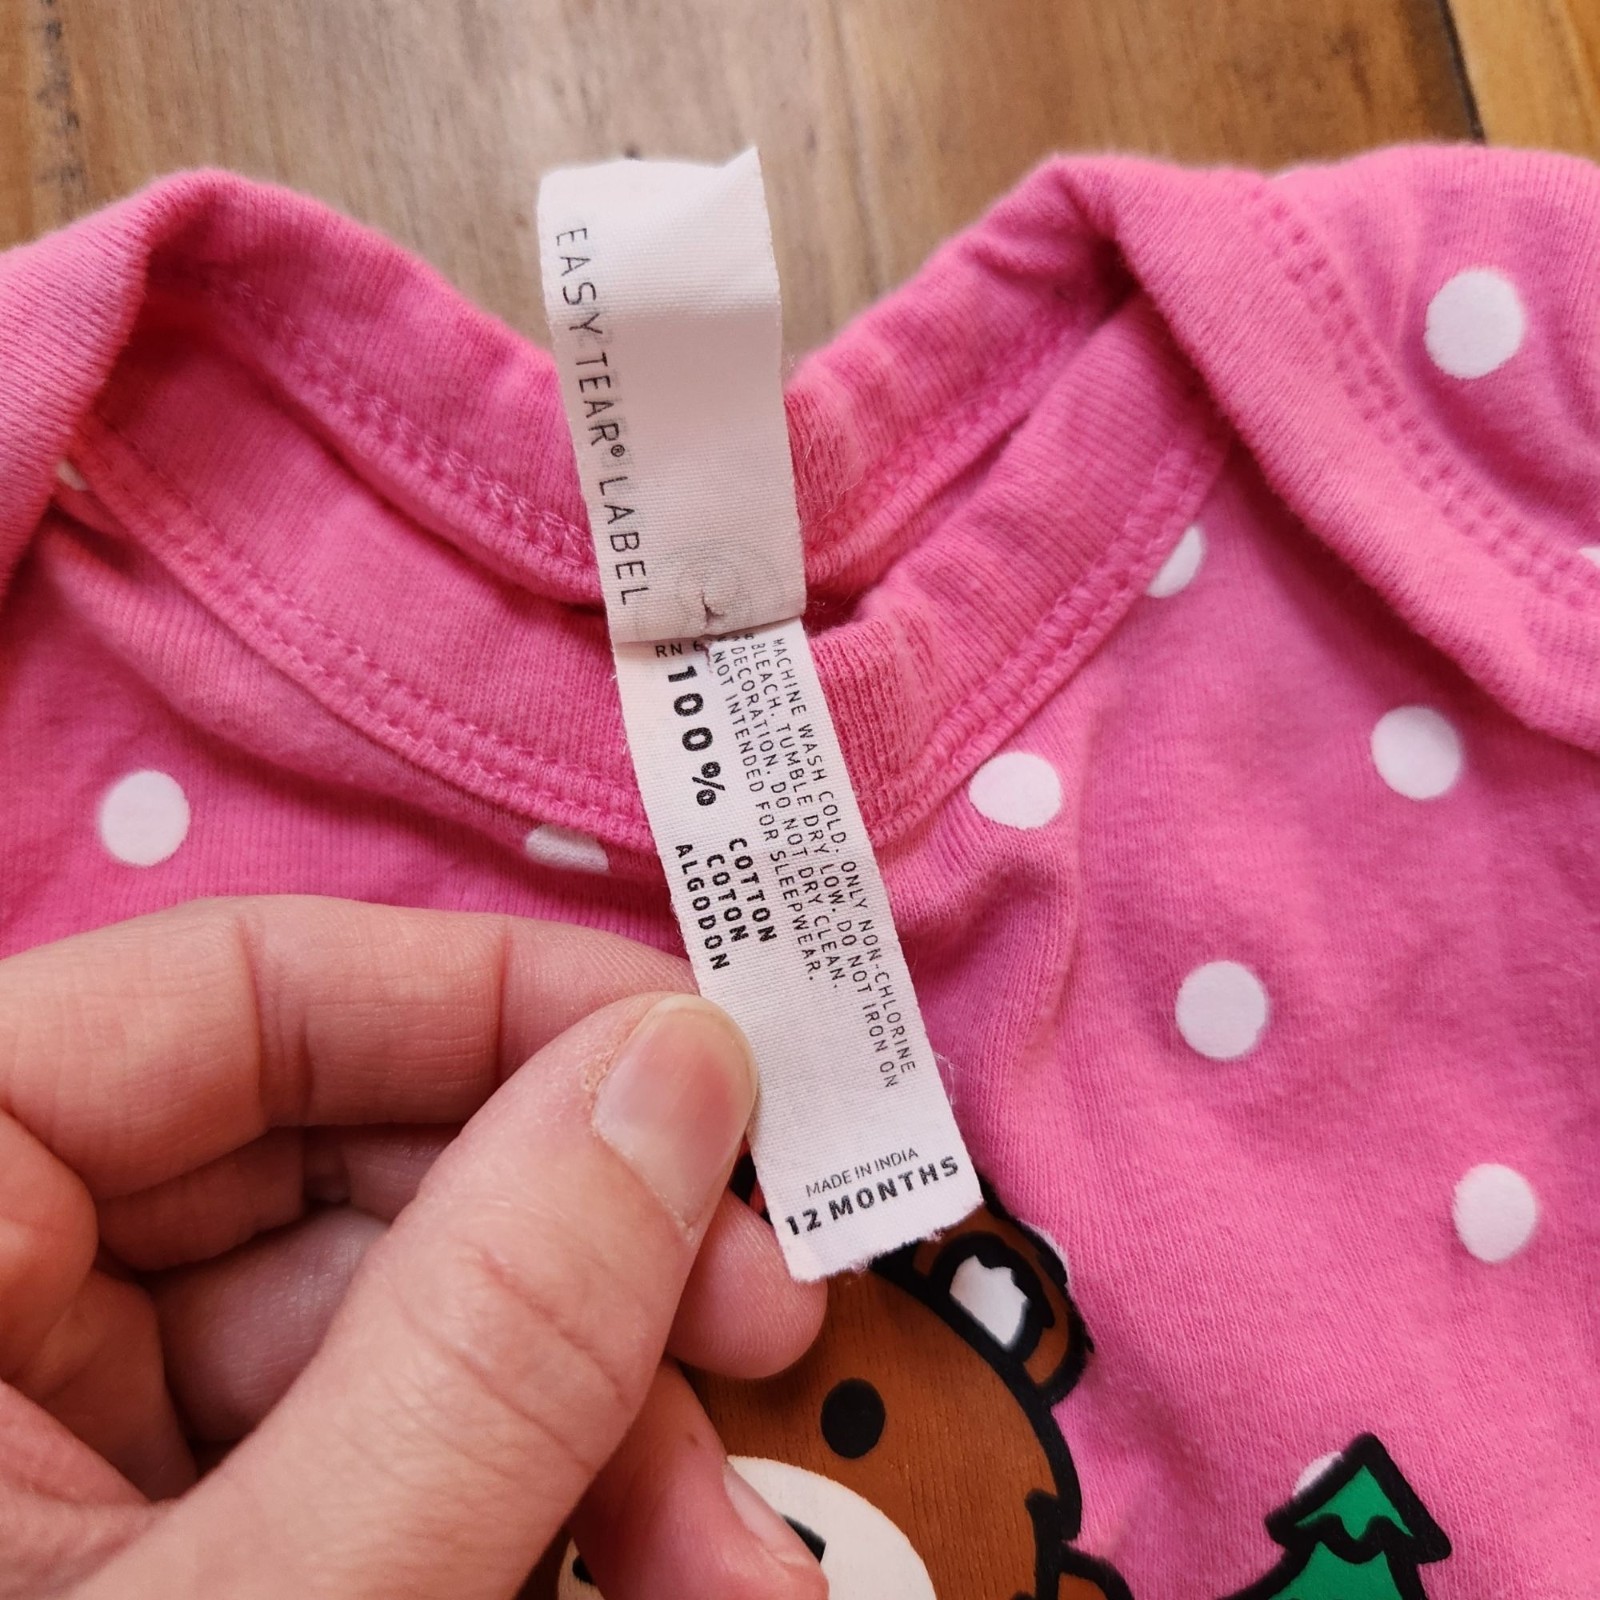 EASY TEAR® LABEL
RN
100%
COTTON
COTON
ALGODON
MACHINE WASH COLD. ONLY NON-CHLORINE
BLEACH. TUMBLE DRY LOW. DO NOT IRON ON
DECORATION. DO NOT DRY CLEAN.
NOT INTENDED FOR SLEEPWEAR.
MADE IN INDIA
12 MONTHS